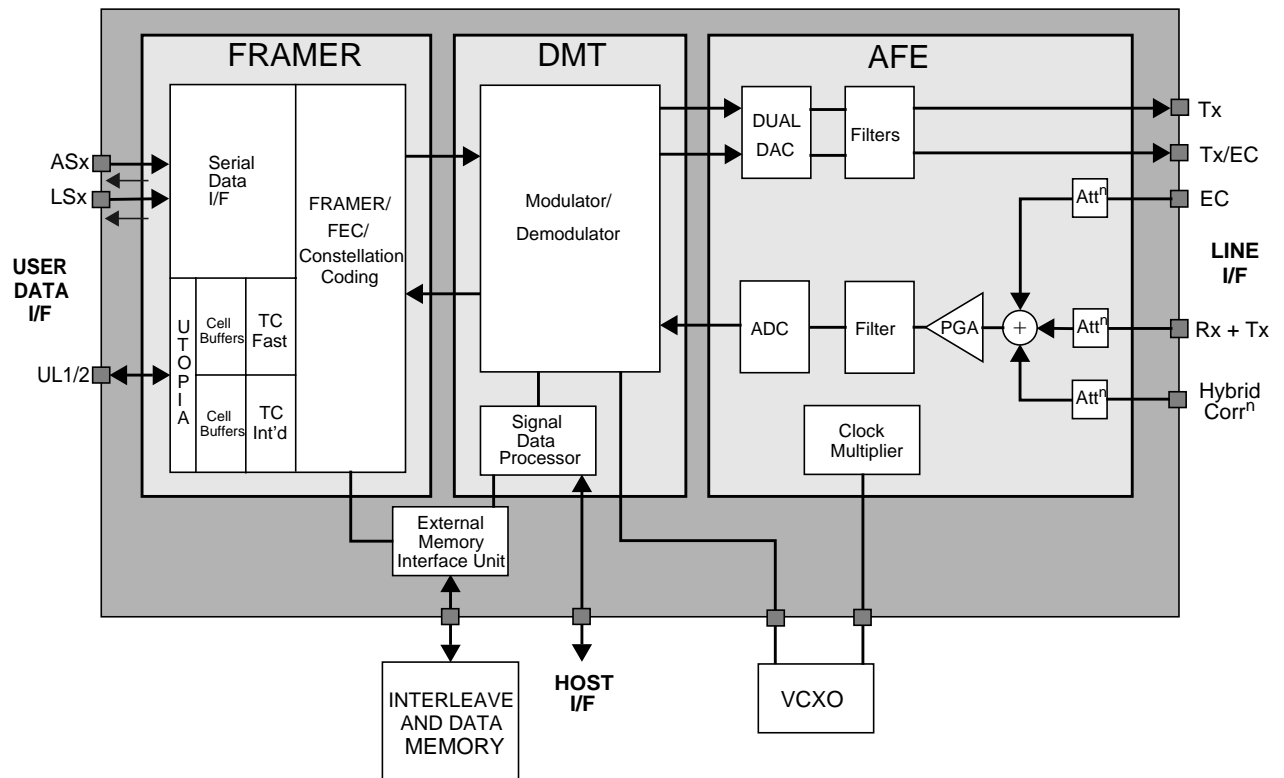 FRAMER
DMT
AFE
ASx
LSx
USER
DATA
I/F
UL1/2
Serial
Data
I/F
FRAMER/
FEC/
Constellation
Coding
UTOPIA
Cell
Buffers
TC
Fast
Cell
Buffers
TC
Int'd
Modulator/
Demodulator
Signal
Data
Processor
External
Memory
Interface Unit
DUAL
DAC
Filters
ADC
Filter
PGA
+
Attⁿ
Attⁿ
Attⁿ
Clock
Multiplier
Tx
Tx/EC
EC
LINE
I/F
Rx + Tx
Hybrid
Corrⁿ
INTERLEAVE
AND DATA
MEMORY
HOST
I/F
VCXO